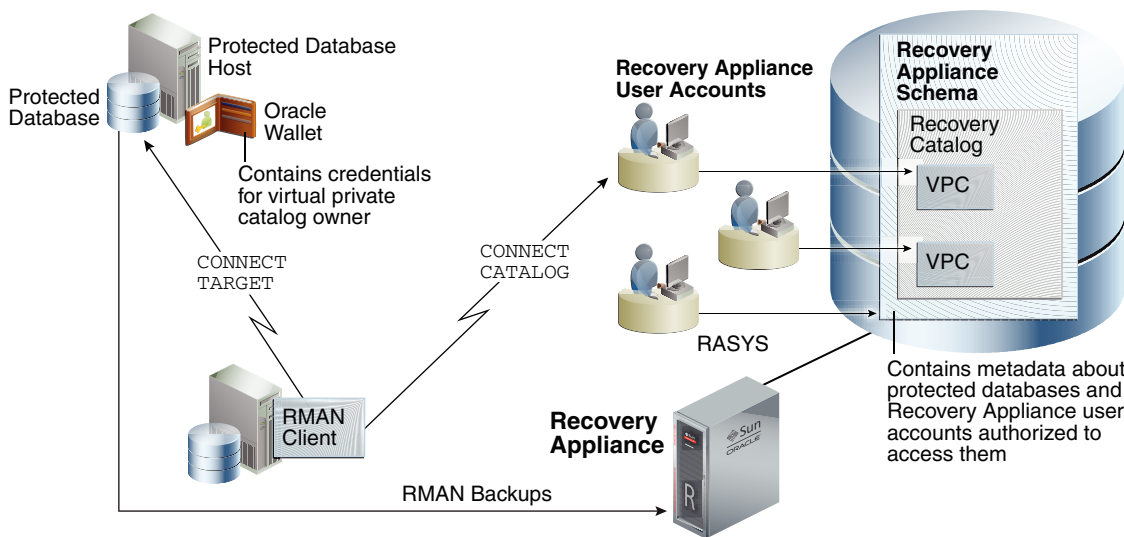 Protected Database
Host
Protected
Database
Oracle
Wallet
Contains credentials
for virtual private
catalog owner
CONNECT
TARGET
CONNECT
CATALOG
RMAN
Client
RMAN Backups
Recovery Appliance
User Accounts
RASYS
Recovery
Appliance
Sun
ORACLE
R
Recovery
Appliance
Schema
Recovery
Catalog
VPC
VPC
Contains metadata about
protected databases and
Recovery Appliance user
accounts authorized to
access them